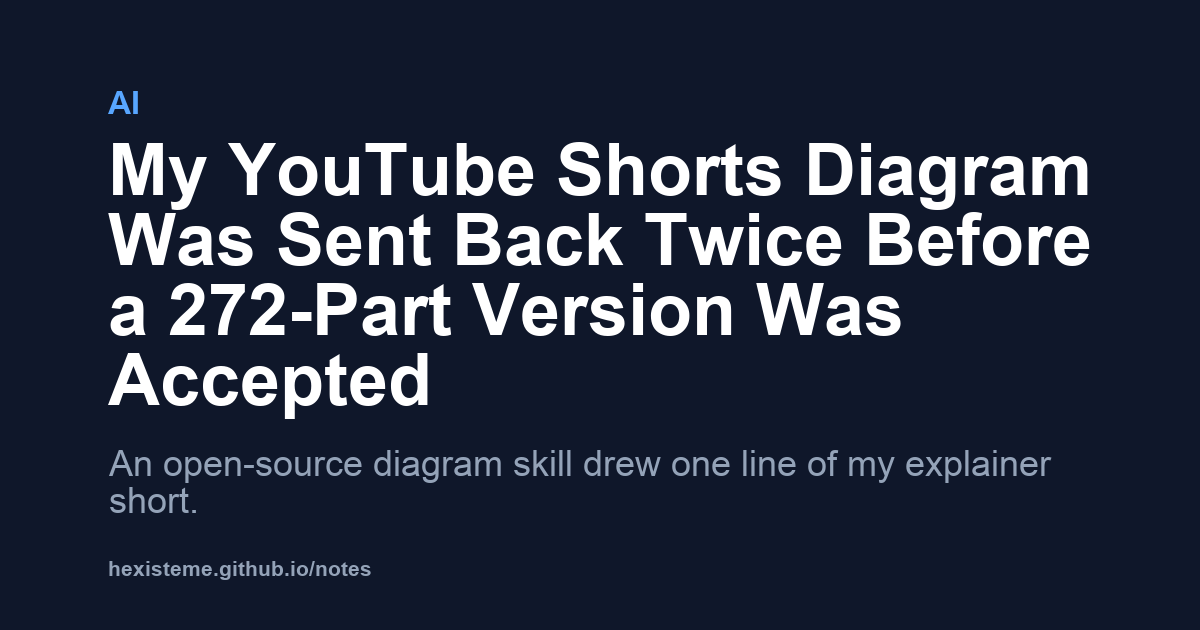 AI
My YouTube Shorts Diagram
Was Sent Back Twice Before
a 272-Part Version Was
Accepted
An open-source diagram skill drew one line of my explainer
short.
hexisteme.github.io/notes